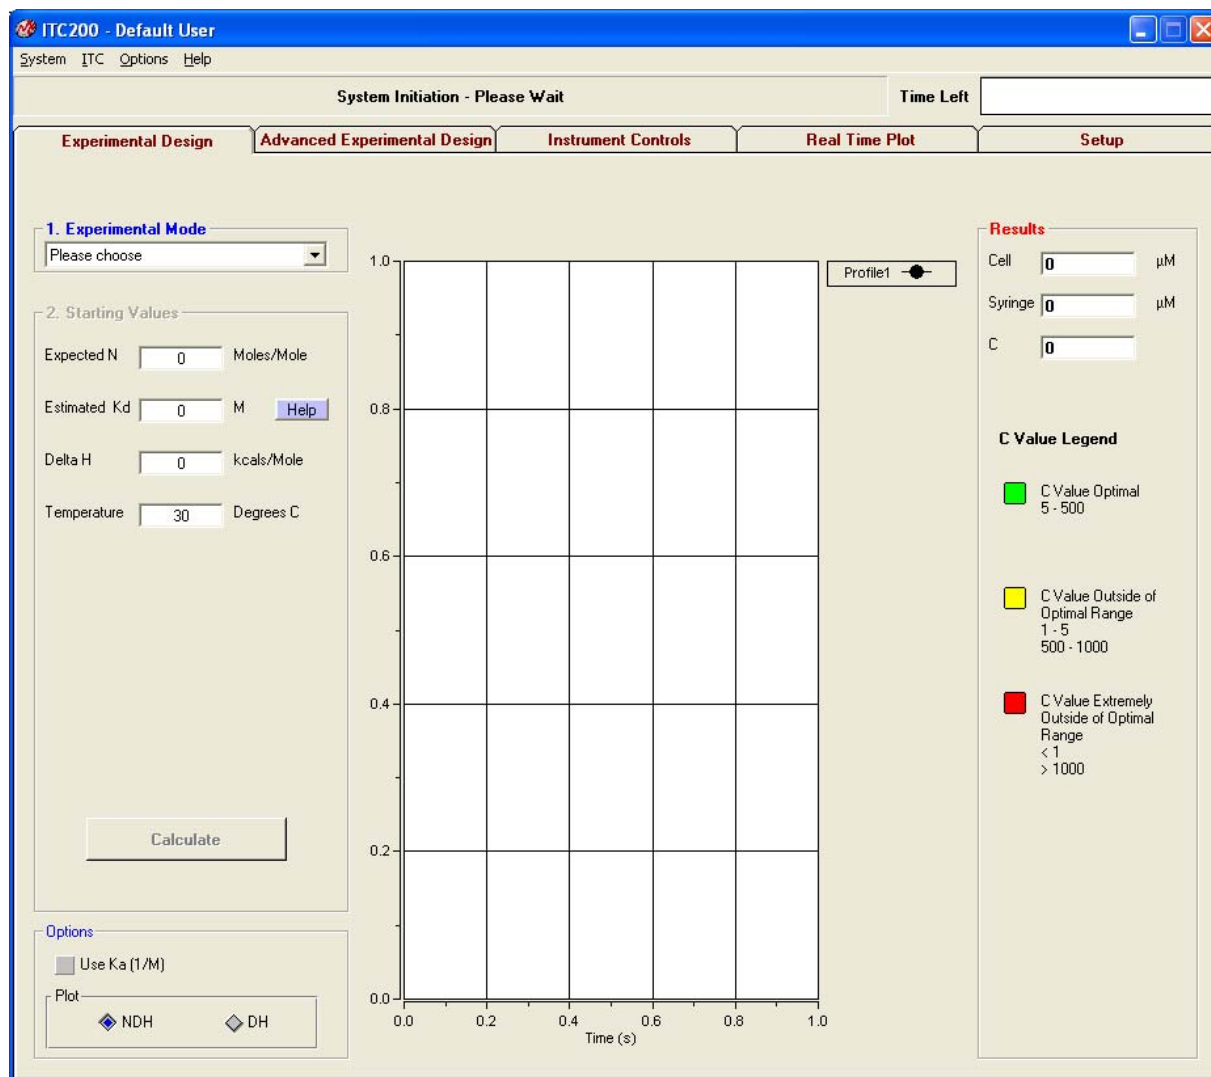 ITC200 - Default User
System ITC Options Help
System Initiation - Please Wait
Time Left
Experimental Design
Advanced Experimental Design
Instrument Controls
Real Time Plot
Setup
1. Experimental Mode
Please choose
2. Starting Values
Expected N 0 Moles/Mole
Estimated Kd 0 M Help
Delta H 0 kcals/Mole
Temperature 30 Degrees C
Calculate
Options
Use Ka (1/M)
Plot
NDH DH
1.0
0.8
0.6
0.4
0.2
0.0
0.0 0.2 0.4 0.6 0.8 1.0
Time (s)
Profile1
Results
Cell 0 µM
Syringe 0 µM
C 0
C Value Legend
C Value Optimal
5 - 500
C Value Outside of
Optimal Range
1 - 5
500 - 1000
C Value Extremely
Outside of Optimal
Range
< 1
> 1000